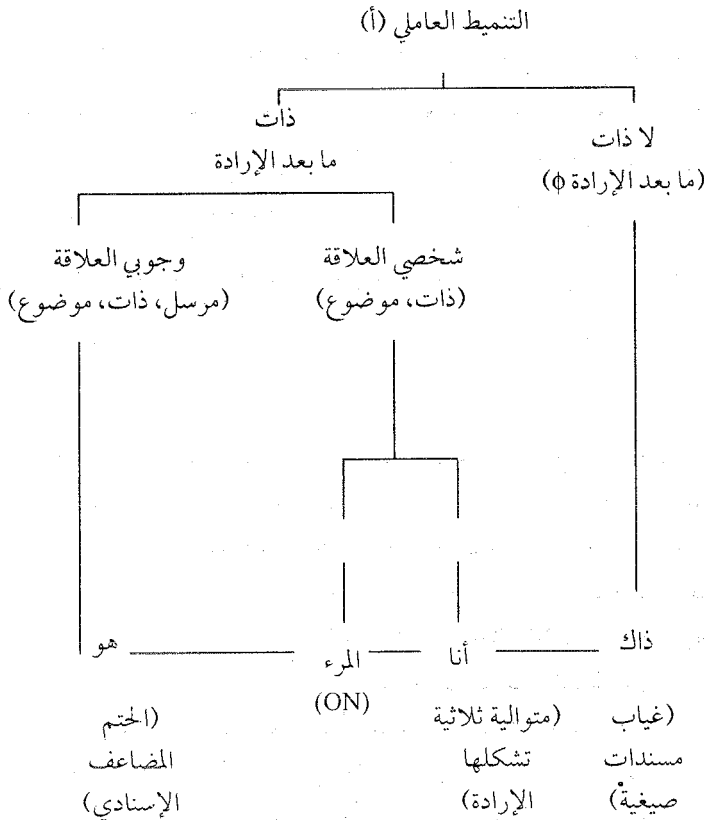 التنميط العاملي (أ)
لا ذات
(ما بعد الإرادة ϕ)
ذات
ما بعد الإرادة
شخصي العلاقة
(ذات، موضوع)
وجوبي العلاقة
(مرسل، ذات، موضوع)
ذاك
أنا
المرء
(ON)
هو
(غياب
مسندات
صيغية)
(متوالية ثلاثية
تشكلها
الإرادة)
(الختم
المضاعف
الإسنادي)